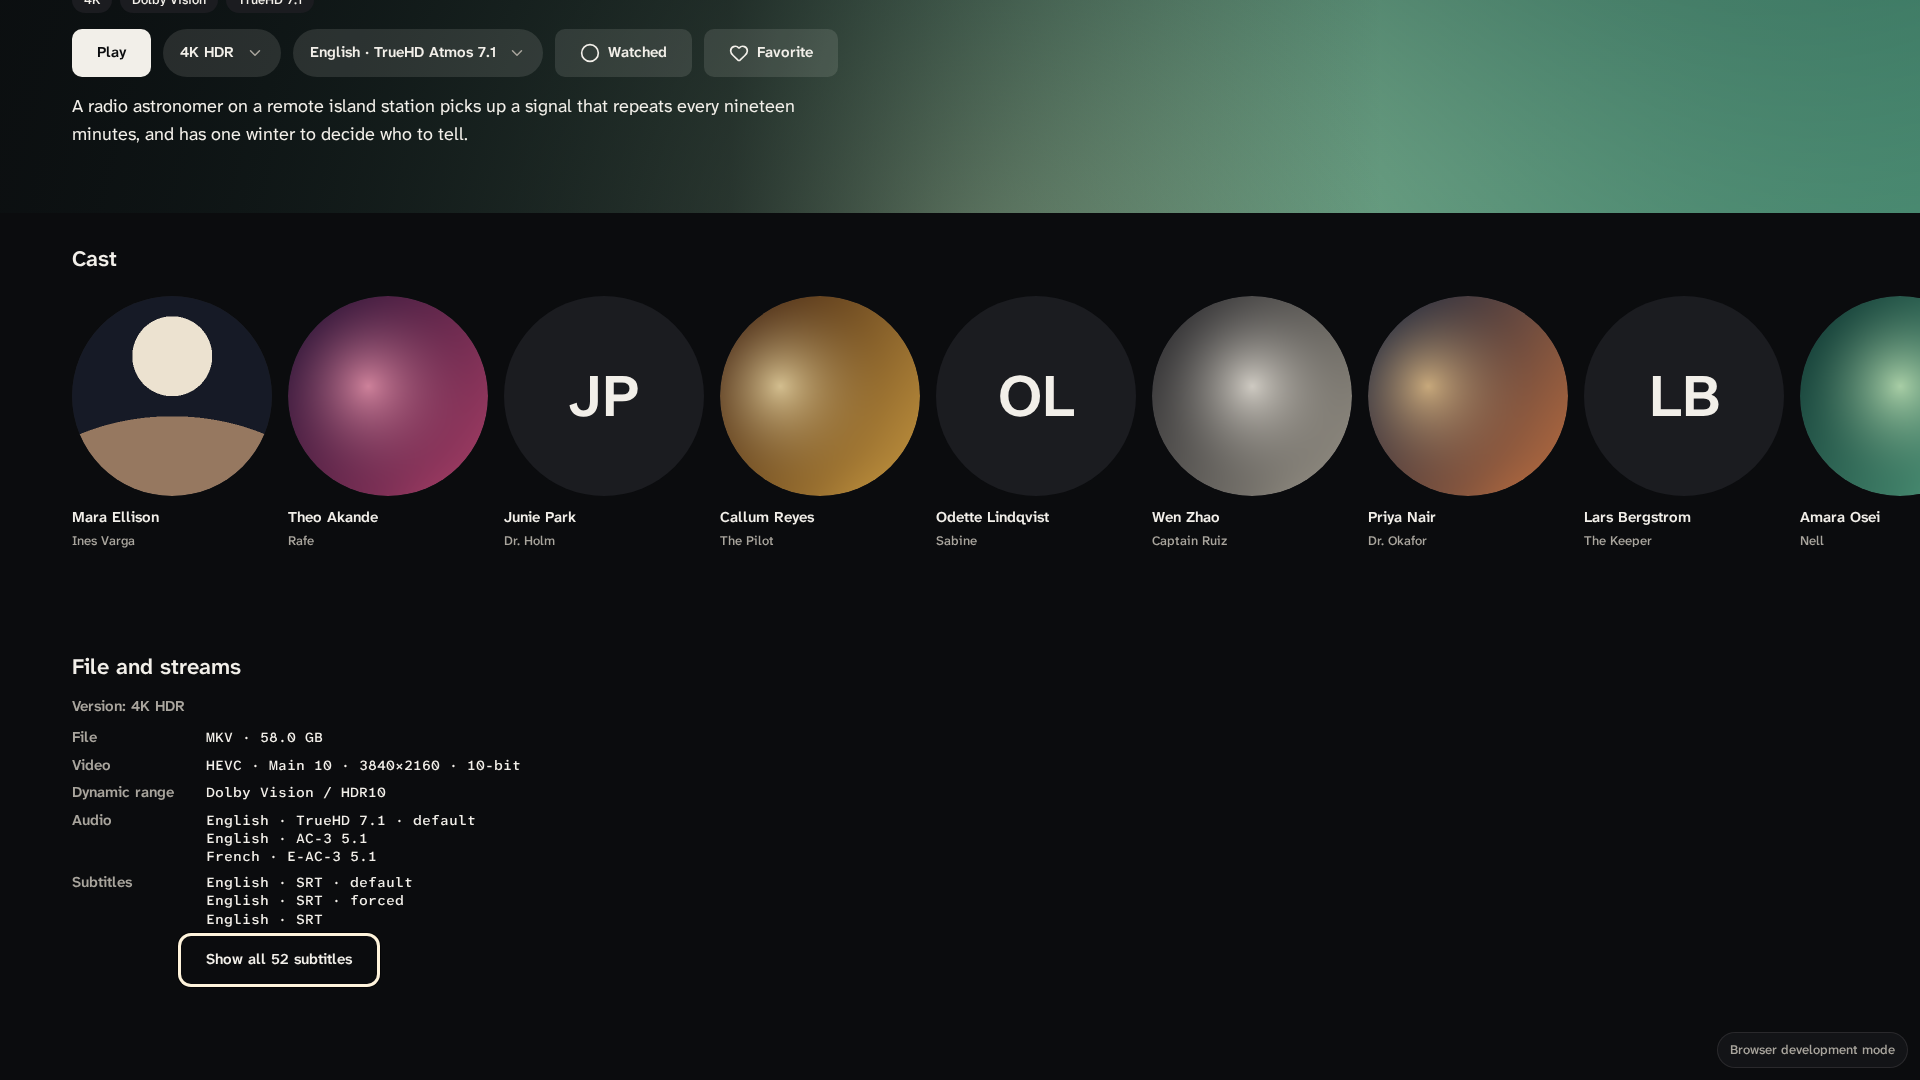 4K
Dolby Vision
TrueHD 7.1
Play
4K HDR
English · TrueHD Atmos 7.1
Watched
Favorite
A radio astronomer on a remote island station picks up a signal that repeats every nineteen
minutes, and has one winter to decide who to tell.
Cast
JP
OL
LB
Mara Ellison
Ines Varga
Theo Akande
Rafe
Junie Park
Dr. Holm
Callum Reyes
The Pilot
Odette Lindqvist
Sabine
Wen Zhao
Captain Ruiz
Priya Nair
Dr. Okafor
Lars Bergstrom
The Keeper
Amara Osei
Nell
File and streams
Version: 4K HDR
File MKV · 58.0 GB
Video HEVC · Main 10 · 3840×2160 · 10-bit
Dynamic range Dolby Vision / HDR10
Audio English · TrueHD 7.1 · default
English · AC-3 5.1
French · E-AC-3 5.1
Subtitles English · SRT · default
English · SRT · forced
English · SRT
Show all 52 subtitles
Browser development mode